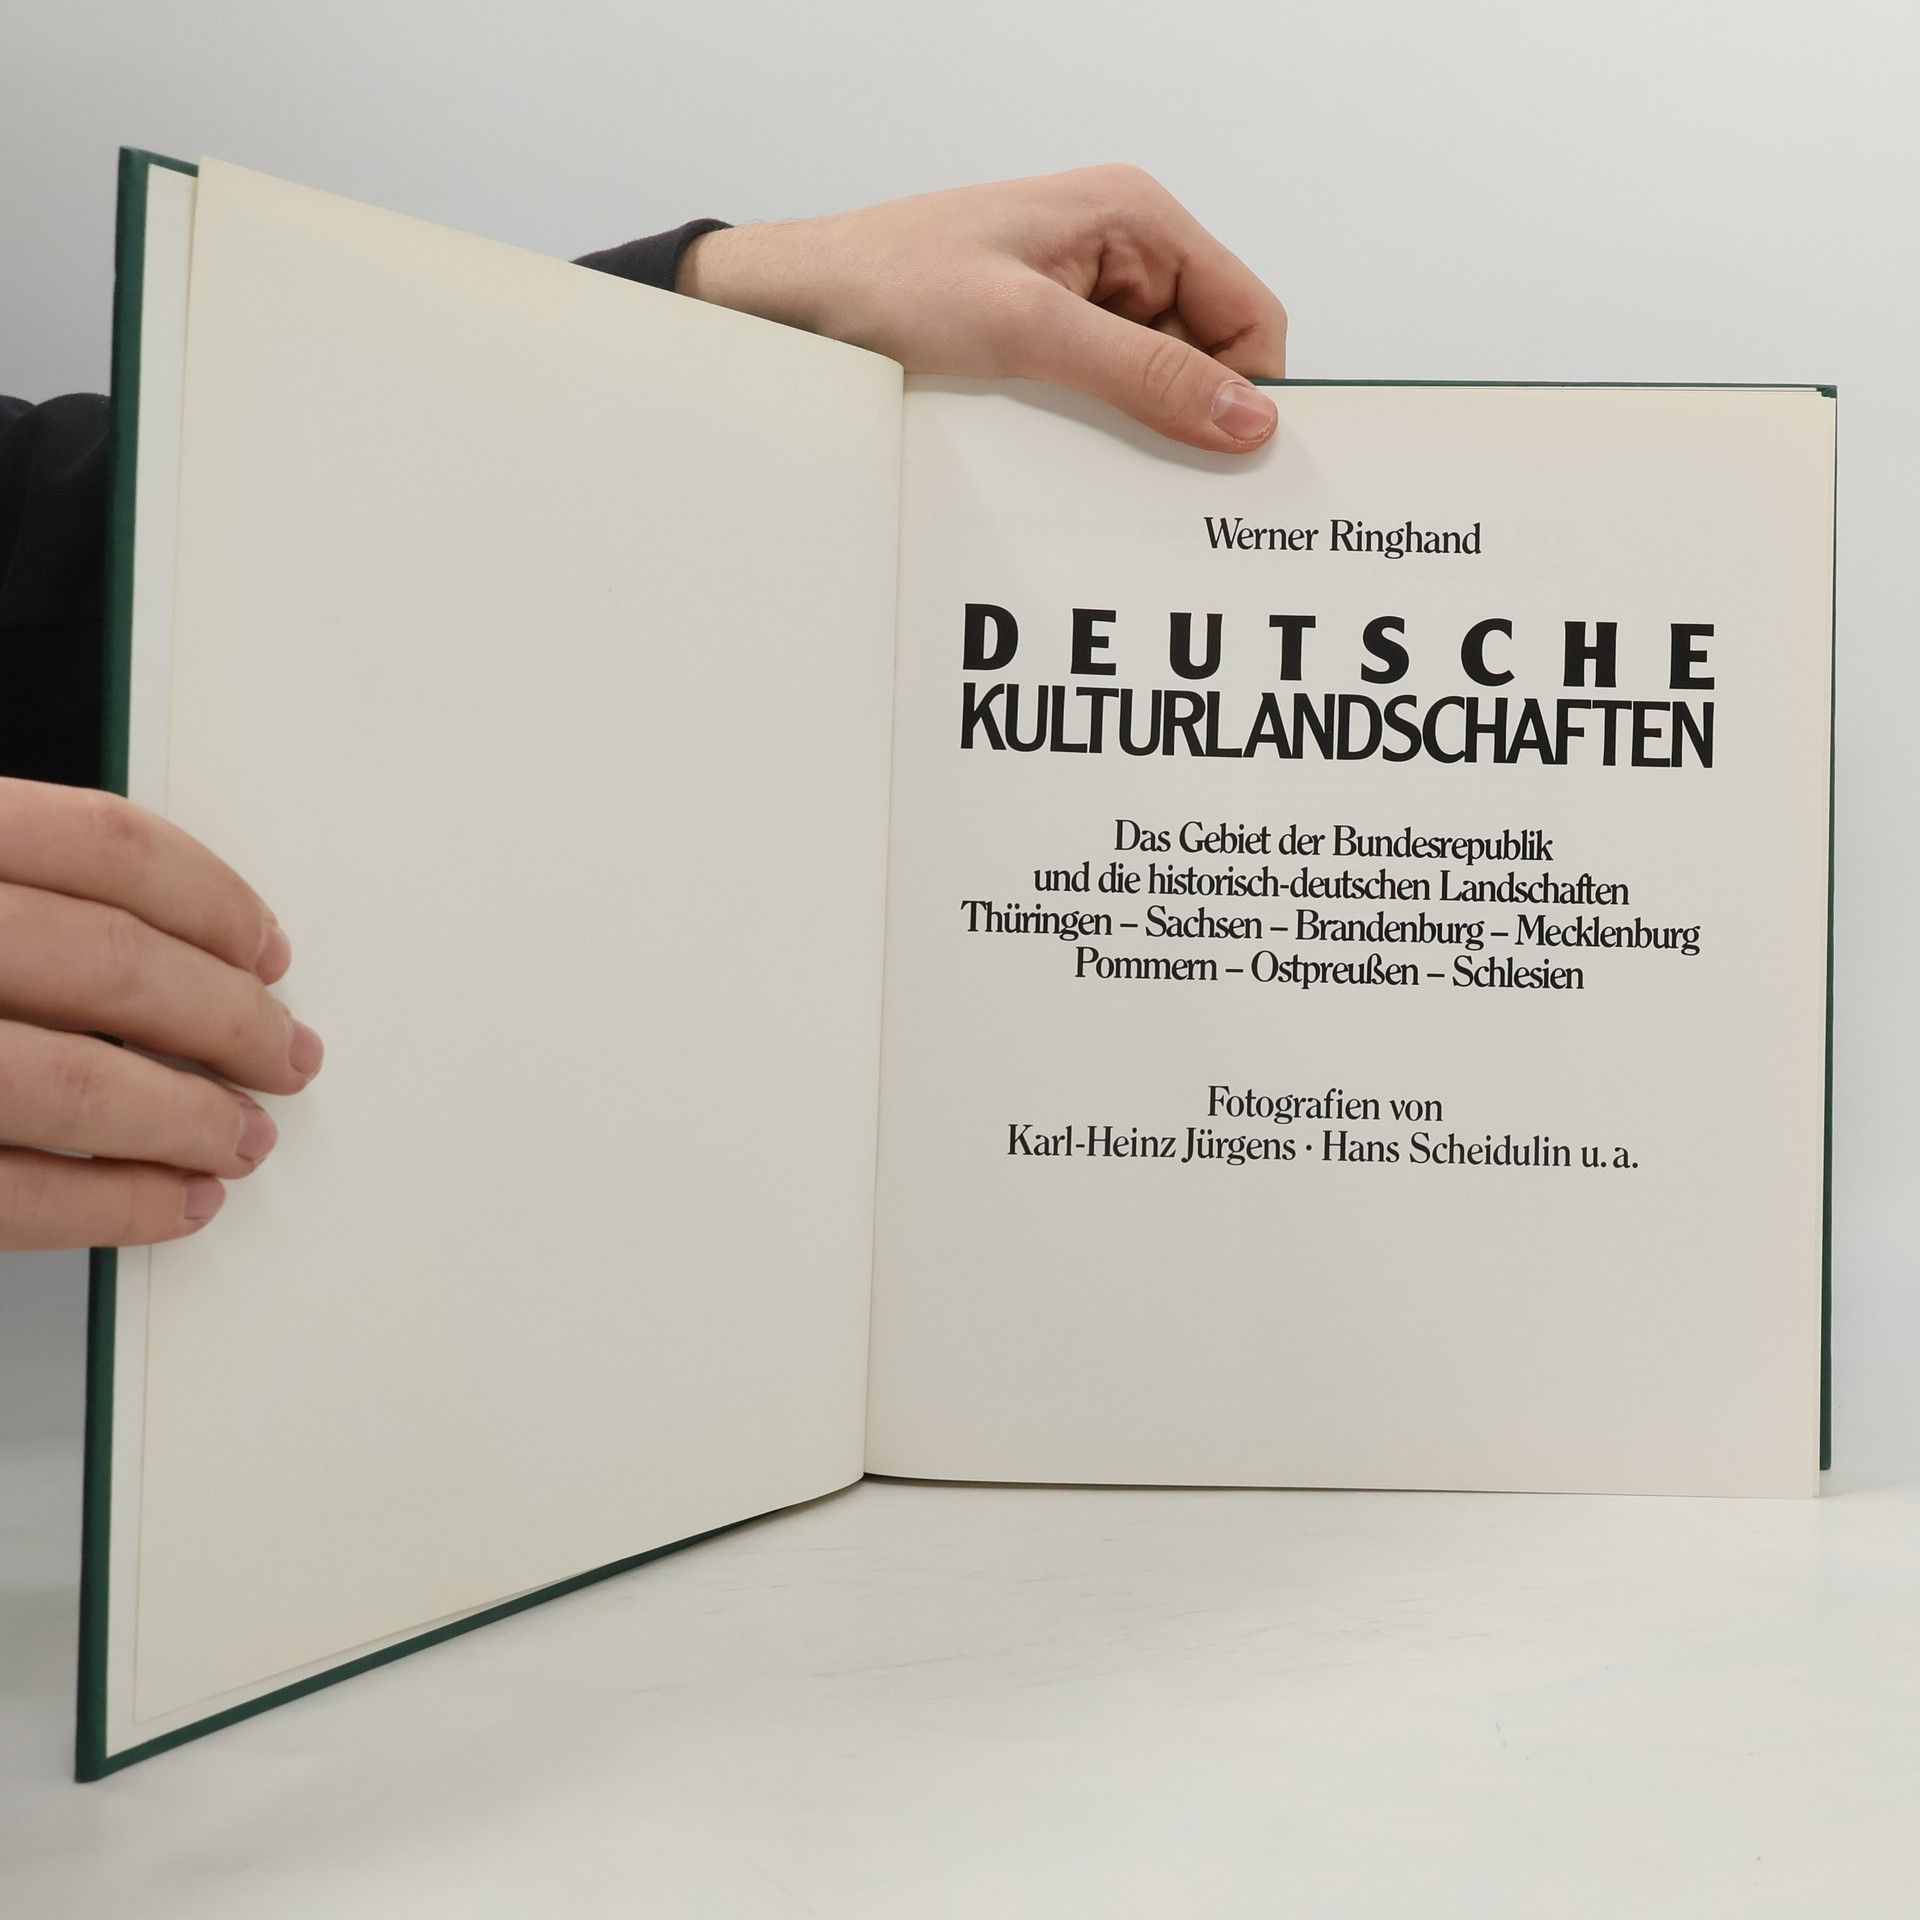 Werner Ringhand
DEUTSCHE
KULTURLANDSCHAFTEN
Das Gebiet der Bundesrepublik
und die historisch-deutschen Landschaften
Thüringen – Sachsen – Brandenburg – Mecklenburg
Pommern – Ostpreußen – Schlesien
Fotografien von
Karl-Heinz Jürgens · Hans Scheidulin u. a.